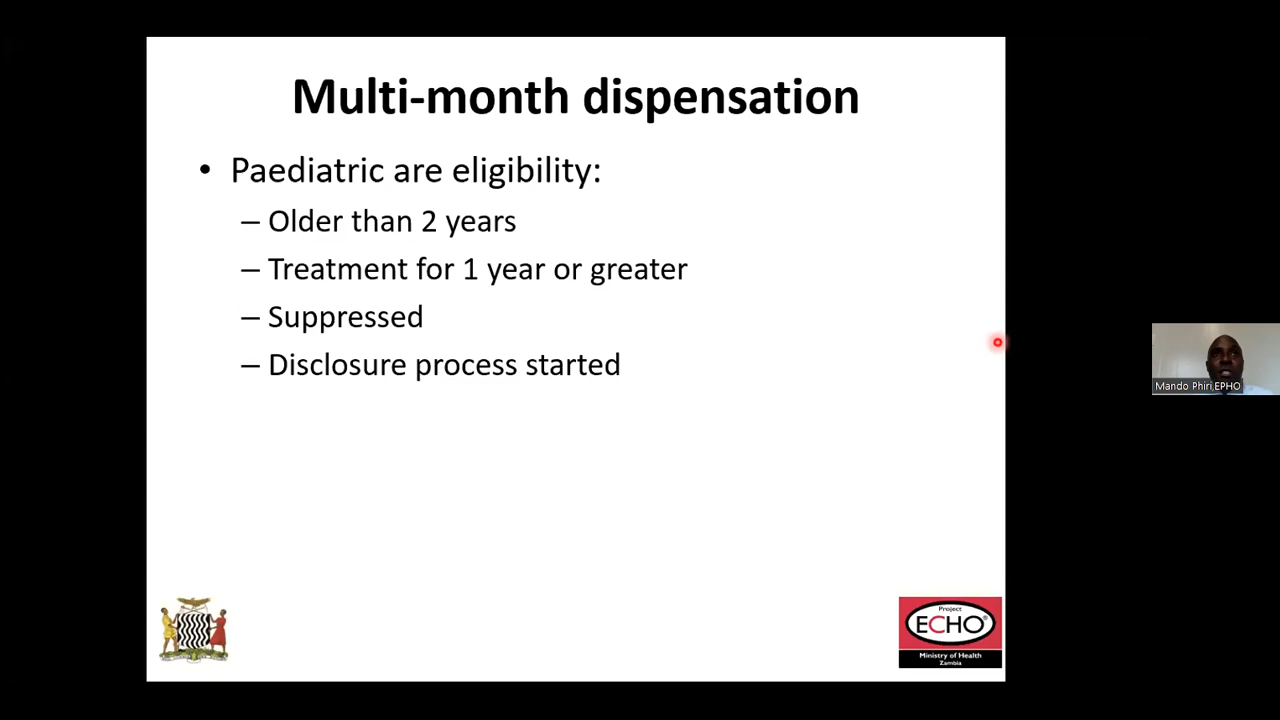 Multi-month dispensation
• Paediatric are eligibility:
– Older than 2 years
– Treatment for 1 year or greater
– Suppressed
– Disclosure process started
Mando Phiri,EPHO
Project
ECHO®
Ministry of Health
Zambia